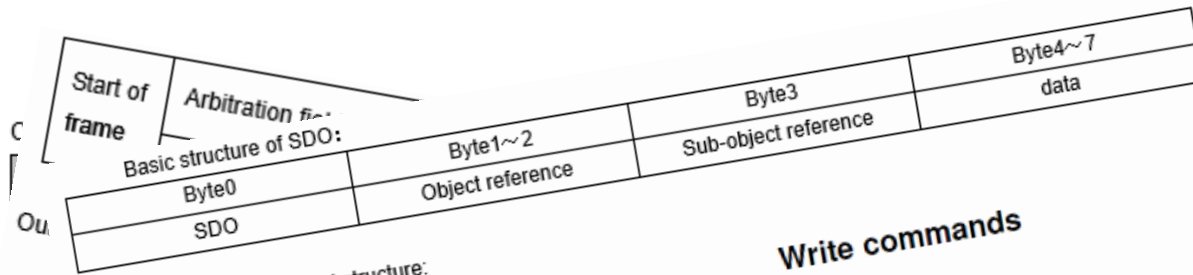 Start of
frame
Arbitration
Basic structure of SDO:
Byte0 Byte1~2 Byte3 Byte4~7
SDO Object reference Sub-object reference data
Write commands
structure: